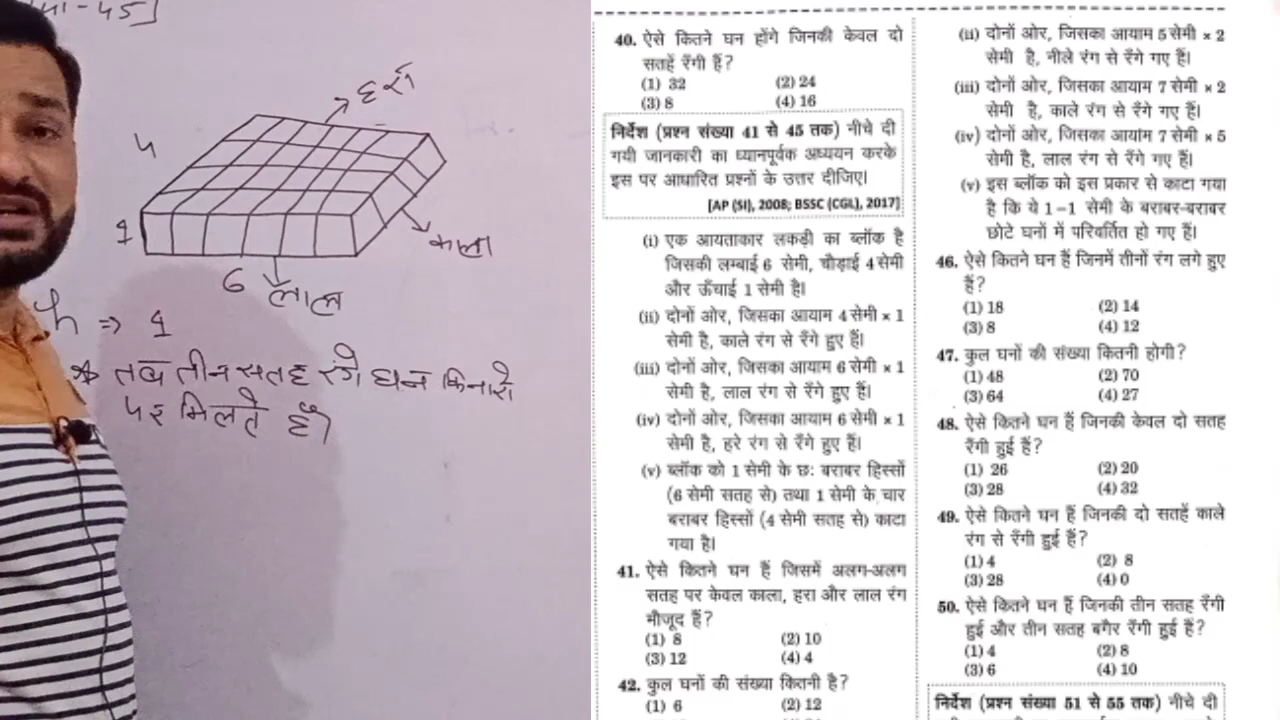 → हरा
4
1
→ काला
6
लाल
h ⇒ 1
* तब तीन सतह रंगे घन किनारो
पर मिलते हैं।
40. ऐसे कितने घन होंगे जिनकी केवल दो
सतहें रँगी हैं?
(1) 32 (2) 24
(3) 8 (4) 16
निर्देश (प्रश्न संख्या 41 से 45 तक) नीचे दी
गयी जानकारी का ध्यानपूर्वक अध्ययन करके
इस पर आधारित प्रश्नों के उत्तर दीजिए।
[AP (SI), 2008; BSSC (CGL), 2017]
(i) एक आयताकार लकड़ी का ब्लॉक है
जिसकी लम्बाई 6 सेमी, चौड़ाई 4 सेमी
और ऊँचाई 1 सेमी है।
(ii) दोनों ओर, जिसका आयाम 4 सेमी × 1
सेमी है, काले रंग से रँगे हुए हैं।
(iii) दोनों ओर, जिसका आयाम 6 सेमी × 1
सेमी है, लाल रंग से रँगे हुए हैं।
(iv) दोनों ओर, जिसका आयाम 6 सेमी × 1
सेमी है, हरे रंग से रँगे हुए हैं।
(v) ब्लॉक को 1 सेमी के छः बराबर हिस्सों
(6 सेमी सतह से) तथा 1 सेमी के चार
बराबर हिस्सों (4 सेमी सतह से) काटा
गया है।
41. ऐसे कितने घन हैं जिसमें अलग-अलग
सतह पर केवल काला, हरा और लाल रंग
मौजूद हैं?
(1) 8 (2) 10
(3) 12 (4) 4
42. कुल घनों की संख्या कितनी है?
(1) 6 (2) 12
(ii) दोनों ओर, जिसका आयाम 5 सेमी × 2
सेमी है, नीले रंग से रँगे गए हैं।
(iii) दोनों ओर, जिसका आयाम 7 सेमी × 2
सेमी है, काले रंग से रँगे गए हैं।
(iv) दोनों ओर, जिसका आयाम 7 सेमी × 5
सेमी है, लाल रंग से रँगे गए हैं।
(v) इस ब्लॉक को इस प्रकार से काटा गया
है कि ये 1−1 सेमी के बराबर-बराबर
छोटे घनों में परिवर्तित हो गए हैं।
46. ऐसे कितने घन हैं जिनमें तीनों रंग लगे हुए
हैं?
(1) 18 (2) 14
(3) 8 (4) 12
47. कुल घनों की संख्या कितनी होगी?
(1) 48 (2) 70
(3) 64 (4) 27
48. ऐसे कितने घन हैं जिनकी केवल दो सतह
रँगी हुई हैं?
(1) 26 (2) 20
(3) 28 (4) 32
49. ऐसे कितने घन हैं जिनकी दो सतहें काले
रंग से रँगी हुई हैं?
(1) 4 (2) 8
(3) 28 (4) 0
50. ऐसे कितने घन हैं जिनकी तीन सतह रँगी
हुई और तीन सतह बगैर रँगी हुई हैं?
(1) 4 (2) 8
(3) 6 (4) 10
निर्देश (प्रश्न संख्या 51 से 55 तक) नीचे दी